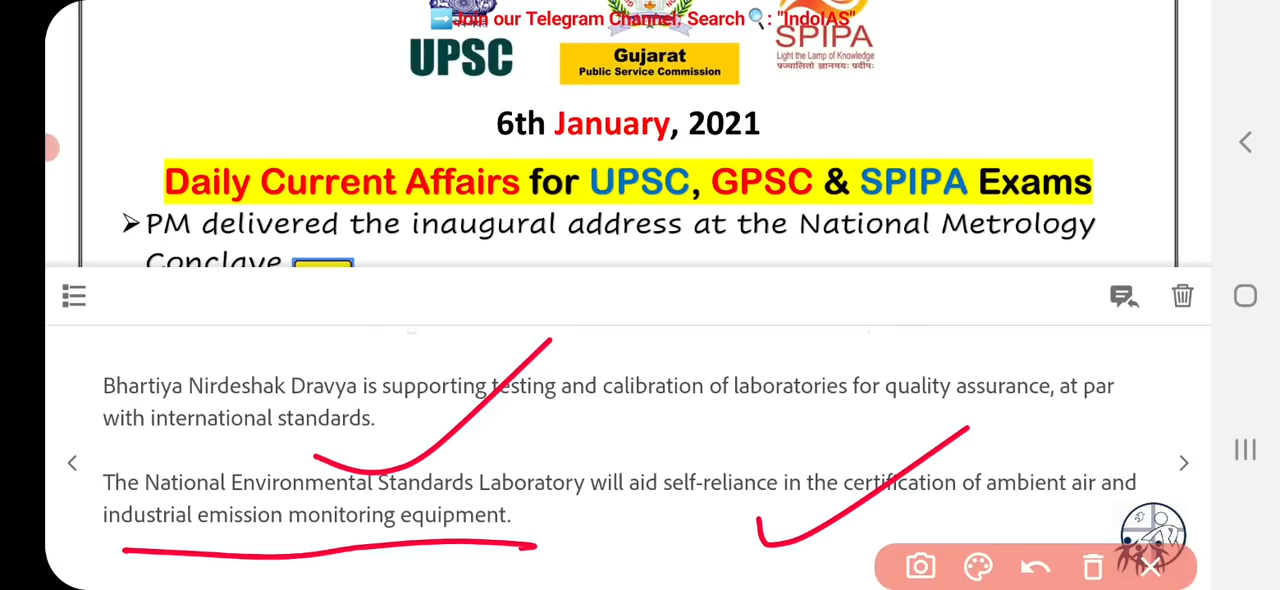 ➡Join our Telegram Channel; Search🔍: "IndoIAS"
UPSC
Gujarat
Public Service Commission
SPIPA
Light the Lamp of Knowledge
प्रज्वालितो ज्ञानमयः प्रदीपः
6th January, 2021
Daily Current Affairs for UPSC, GPSC & SPIPA Exams
➢PM delivered the inaugural address at the National Metrology
Conclave
Bhartiya Nirdeshak Dravya is supporting testing and calibration of laboratories for quality assurance, at par
with international standards.
The National Environmental Standards Laboratory will aid self-reliance in the certification of ambient air and
industrial emission monitoring equipment.